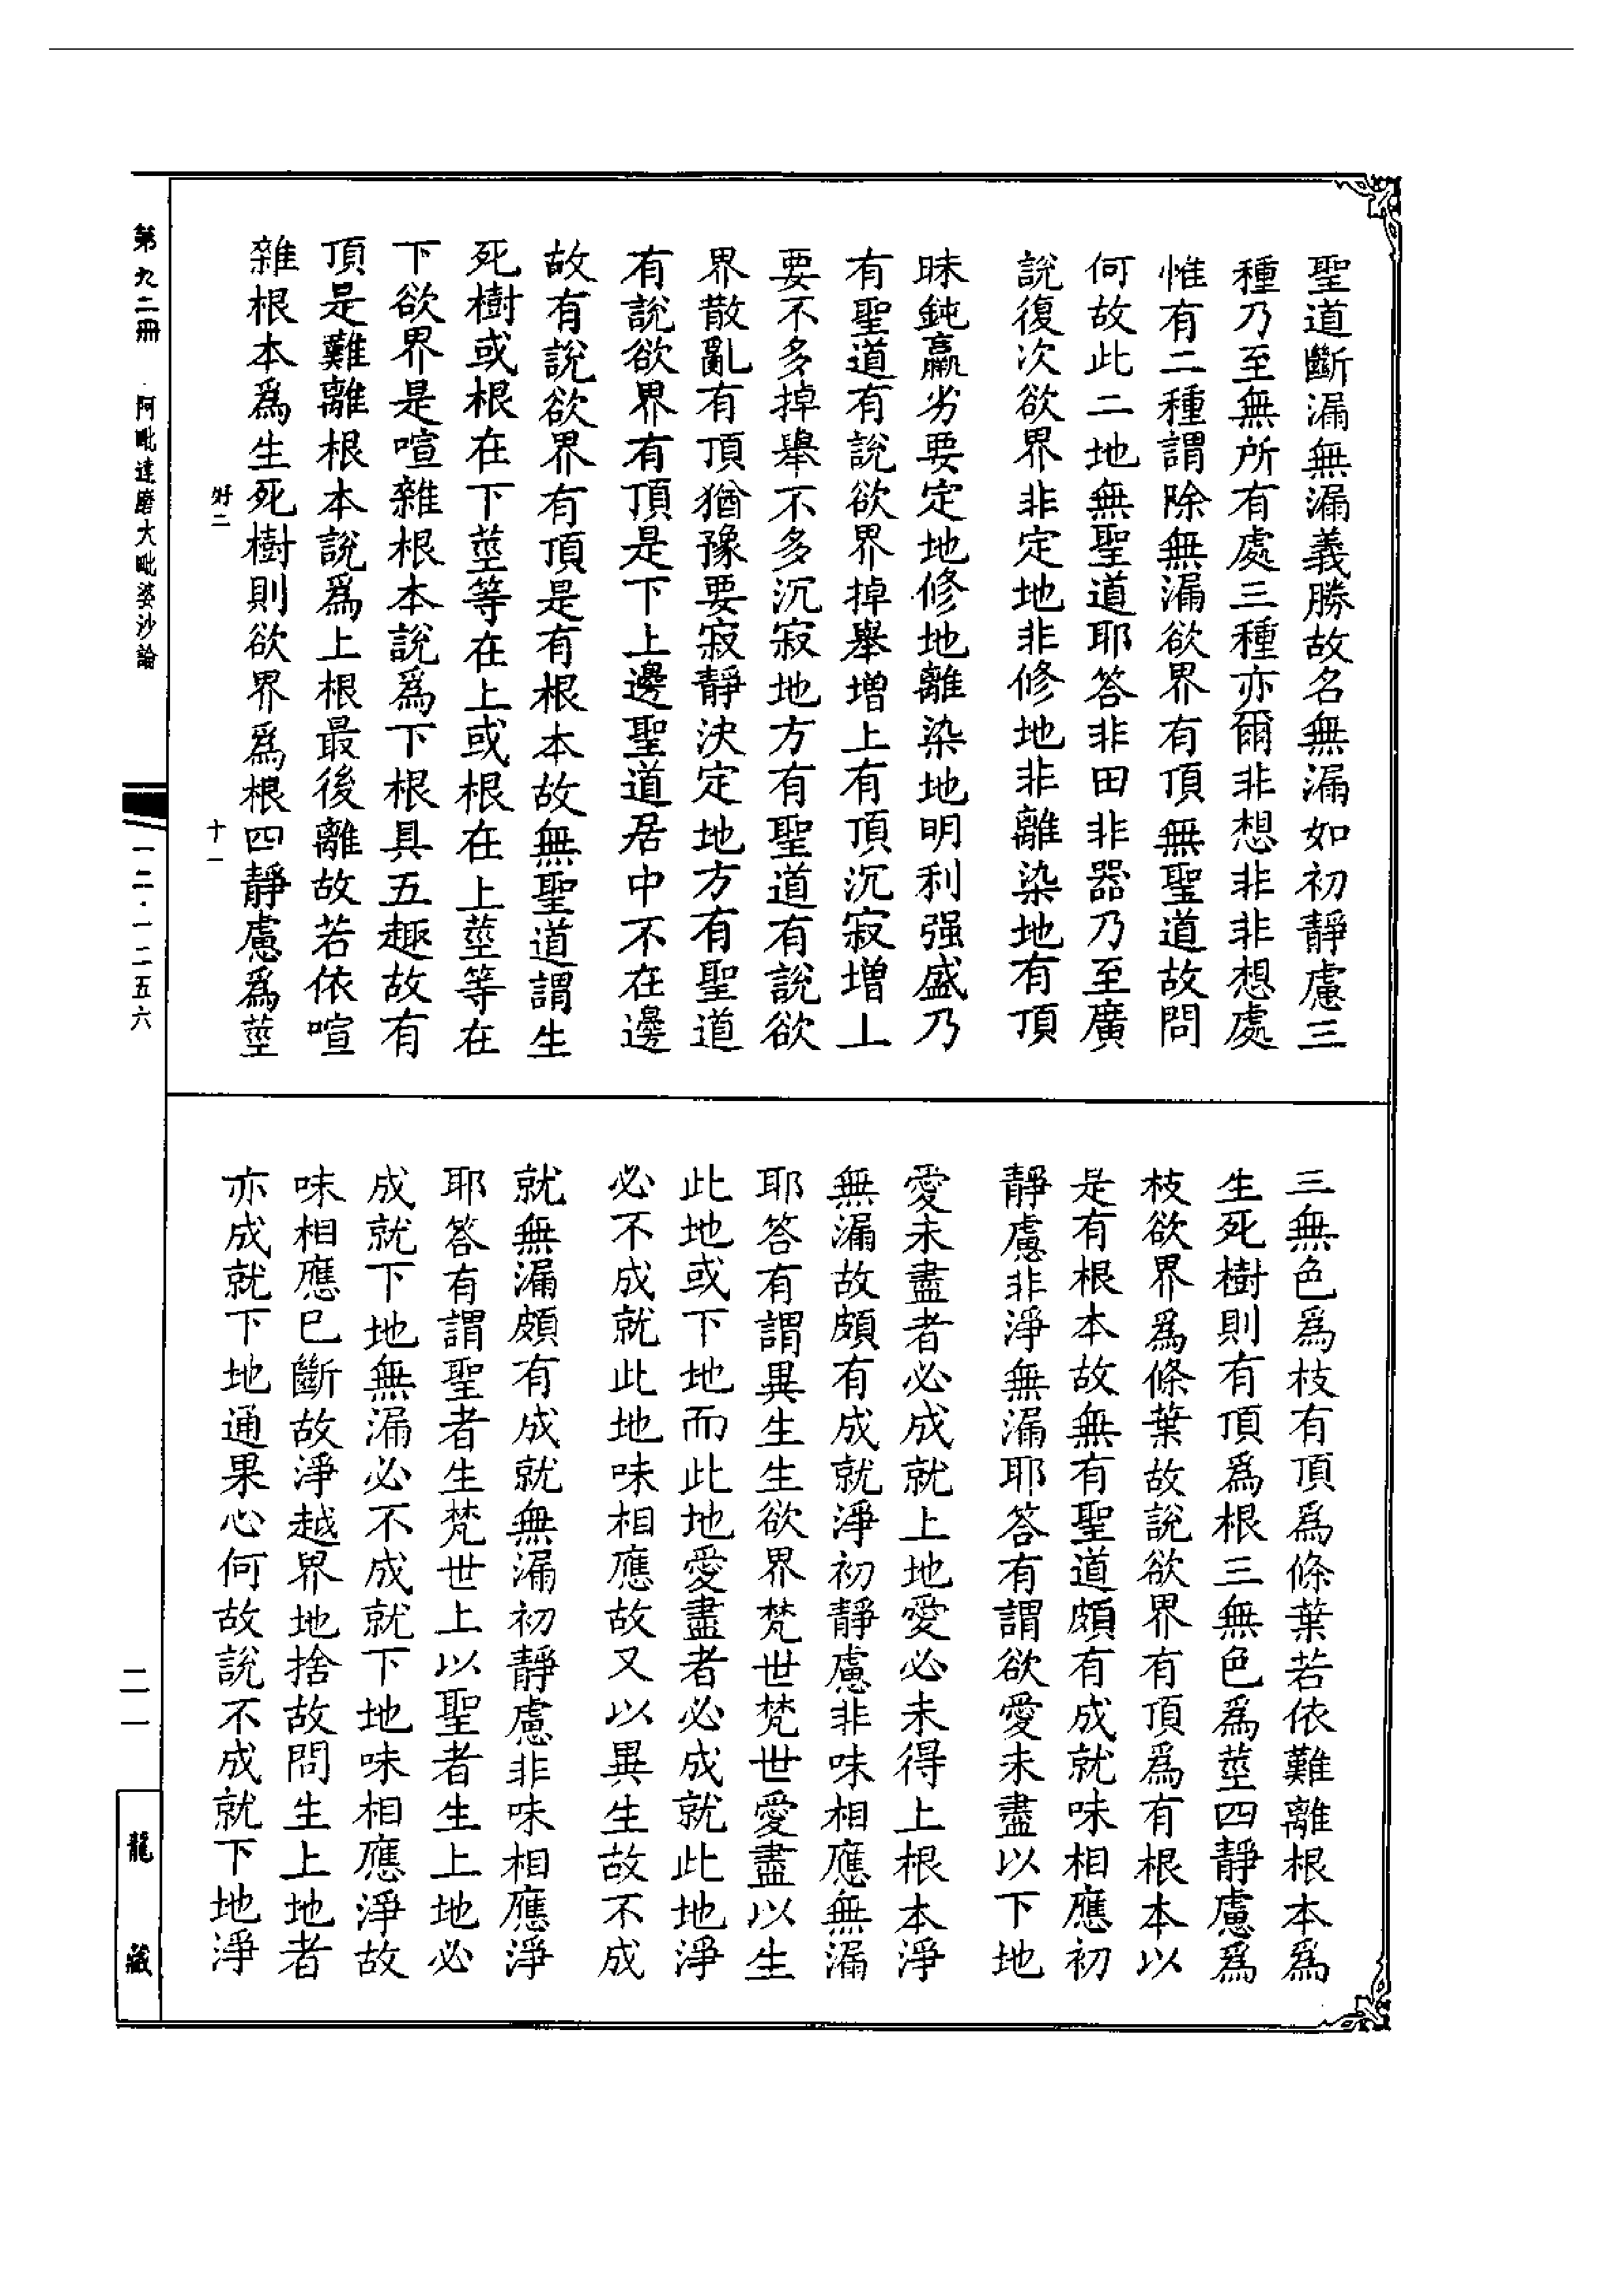 聖道斷漏無漏義勝故名無漏如初靜慮三
種乃至無所有處三種亦爾非想非非想處
惟有二種謂除無漏欲界有頂無聖道故問
何故此二地無聖道耶答非田非器乃至廣
說復次欲界非定地非修地非離染地有頂
昧鈍羸劣要定地修地離染地明利强盛乃
有聖道有說欲界掉舉增上有頂沉寂增上
要不多掉舉不多沉寂地方有聖道有說欲
界散亂有頂猶豫要寂靜決定地方有聖道
有說欲界有頂是下上邊聖道居中不在邊
故有說欲界有頂是有根本故無聖道謂生
死樹或根在下莖等在上或根在上莖等在
下欲界是喧雜根本說爲下根具五趣故有
頂是難離根本說爲上根最後離故若依喧
雜根本爲生死樹則欲界爲根四靜慮爲莖
好二 十一
三無色爲枝有頂爲條葉若依難離根本爲
生死樹則有頂爲根三無色爲莖四靜慮爲
枝欲界爲條葉故說欲界有頂爲有根本以
是有根本故無有聖道頗有成就味相應初
靜慮非淨無漏耶答有謂欲愛未盡以下地
愛未盡者必成就上地愛必未得上根本淨
無漏故頗有成就淨初靜慮非味相應無漏
耶答有謂異生生欲界梵世梵世愛盡以生
此地或下地而此地愛盡者必成就此地淨
必不成就此地味相應故又以異生故不成
就無漏頗有成就無漏初靜慮非味相應淨
耶答有謂聖者生梵世上以聖者生上地必
成就下地無漏必不成就下地味相應淨故
味相應已斷故淨越界地捨故問生上地者
亦成就下地通果心何故說不成就下地淨
第九二冊 阿毗達磨大毗婆沙論
一二·一二五六
二一
龍藏